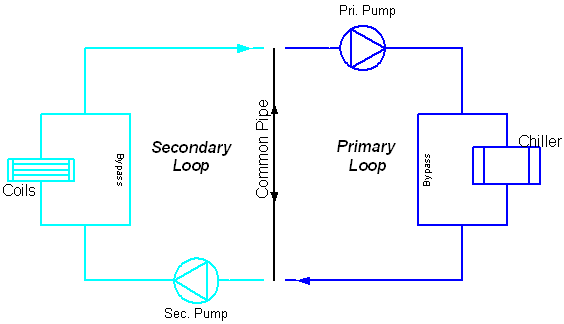 Pri. Pump
Secondary
Loop
Common Pipe
Primary
Loop
Chiller
Bypass
Bypass
Coils
Sec. Pump